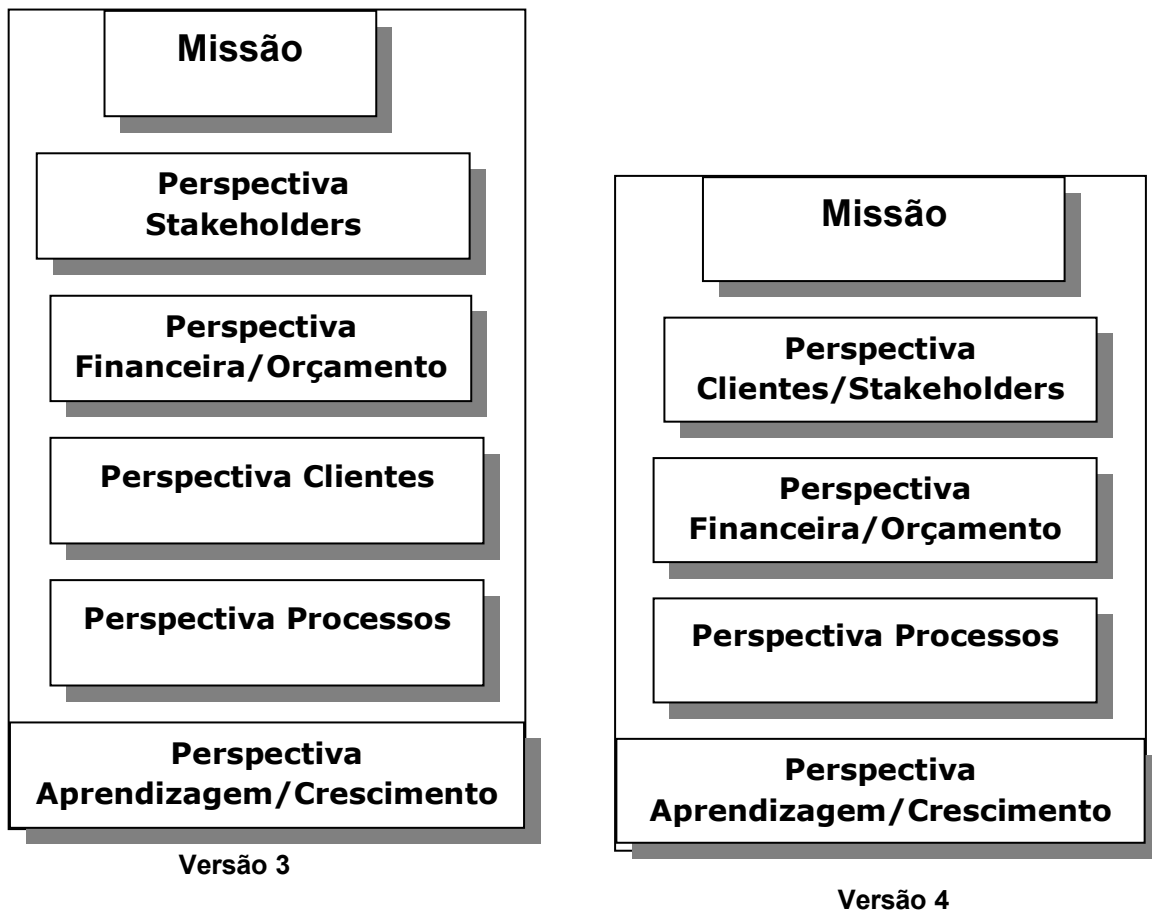 Missão
Perspectiva
Stakeholders
Perspectiva
Financeira/Orçamento
Perspectiva Clientes
Perspectiva Processos
Perspectiva
Aprendizagem/Crescimento
Versão 3
Missão
Perspectiva
Clientes/Stakeholders
Perspectiva
Financeira/Orçamento
Perspectiva Processos
Perspectiva
Aprendizagem/Crescimento
Versão 4